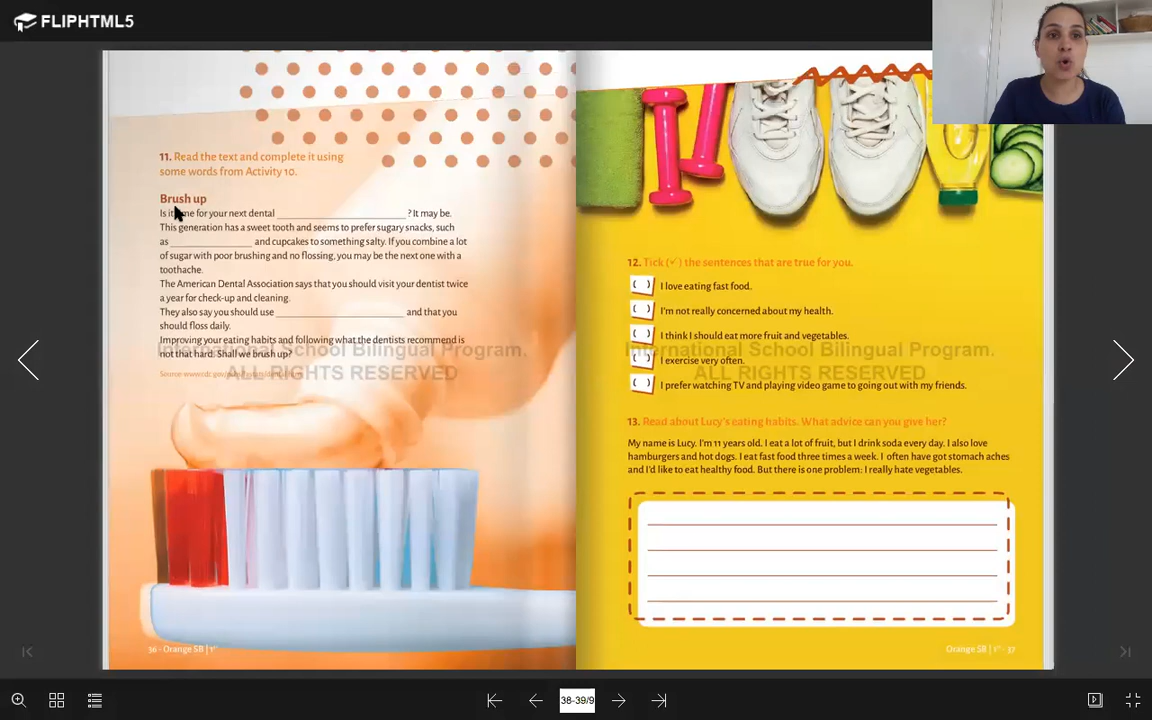 FLIPHTML5
11. Read the text and complete it using
some words from Activity 10.
Brush up
Is it time for your next dental ____________________ ? It may be.
This generation has a sweet tooth and seems to prefer sugary snacks, such
as ____________ and cupcakes to something salty. If you combine a lot
of sugar with poor brushing and no flossing, you may be the next one with a
toothache.
The American Dental Association says that you should visit your dentist twice
a year for check-up and cleaning.
They also say you should use ____________________ and that you
should floss daily.
Improving your eating habits and following what the dentists recommend is
not that hard. Shall we brush up?
International School Bilingual Program.
ALL RIGHTS RESERVED
36 - Orange SB | 1º
12. Tick (✓) the sentences that are true for you.
( ) I love eating fast food.
( ) I'm not really concerned about my health.
( ) I think I should eat more fruit and vegetables.
( ) I exercise very often.
( ) I prefer watching TV and playing video game to going out with my friends.
International School Bilingual Program.
ALL RIGHTS RESERVED
13. Read about Lucy's eating habits. What advice can you give her?
My name is Lucy. I'm 11 years old. I eat a lot of fruit, but I drink soda every day. I also love
hamburgers and hot dogs. I eat fast food three times a week. I often have got stomach aches
and I'd like to eat healthy food. But there is one problem: I really hate vegetables.
Orange SB | 1º - 37
38-39/9